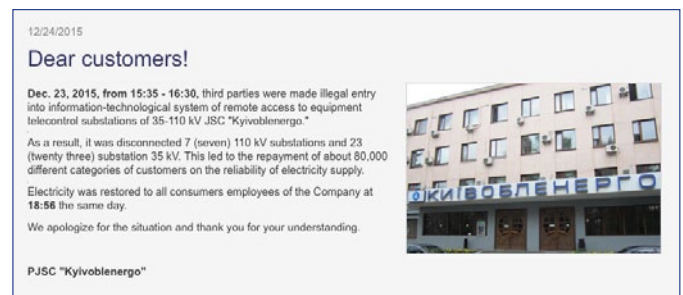 12/24/2015
Dear customers!
Dec. 23, 2015, from 15:35 - 16:30, third parties were made illegal entry
into information-technological system of remote access to equipment
telecontrol substations of 35-110 kV JSC "Kyivoblenergo."
As a result, it was disconnected 7 (seven) 110 kV substations and 23
(twenty three) substation 35 kV. This led to the repayment of about 80,000
different categories of customers on the reliability of electricity supply.
Electricity was restored to all consumers employees of the Company at
18:56 the same day.
We apologize for the situation and thank you for your understanding.
PJSC "Kyivoblenergo"
КИЇВОБЛЕНЕРГО